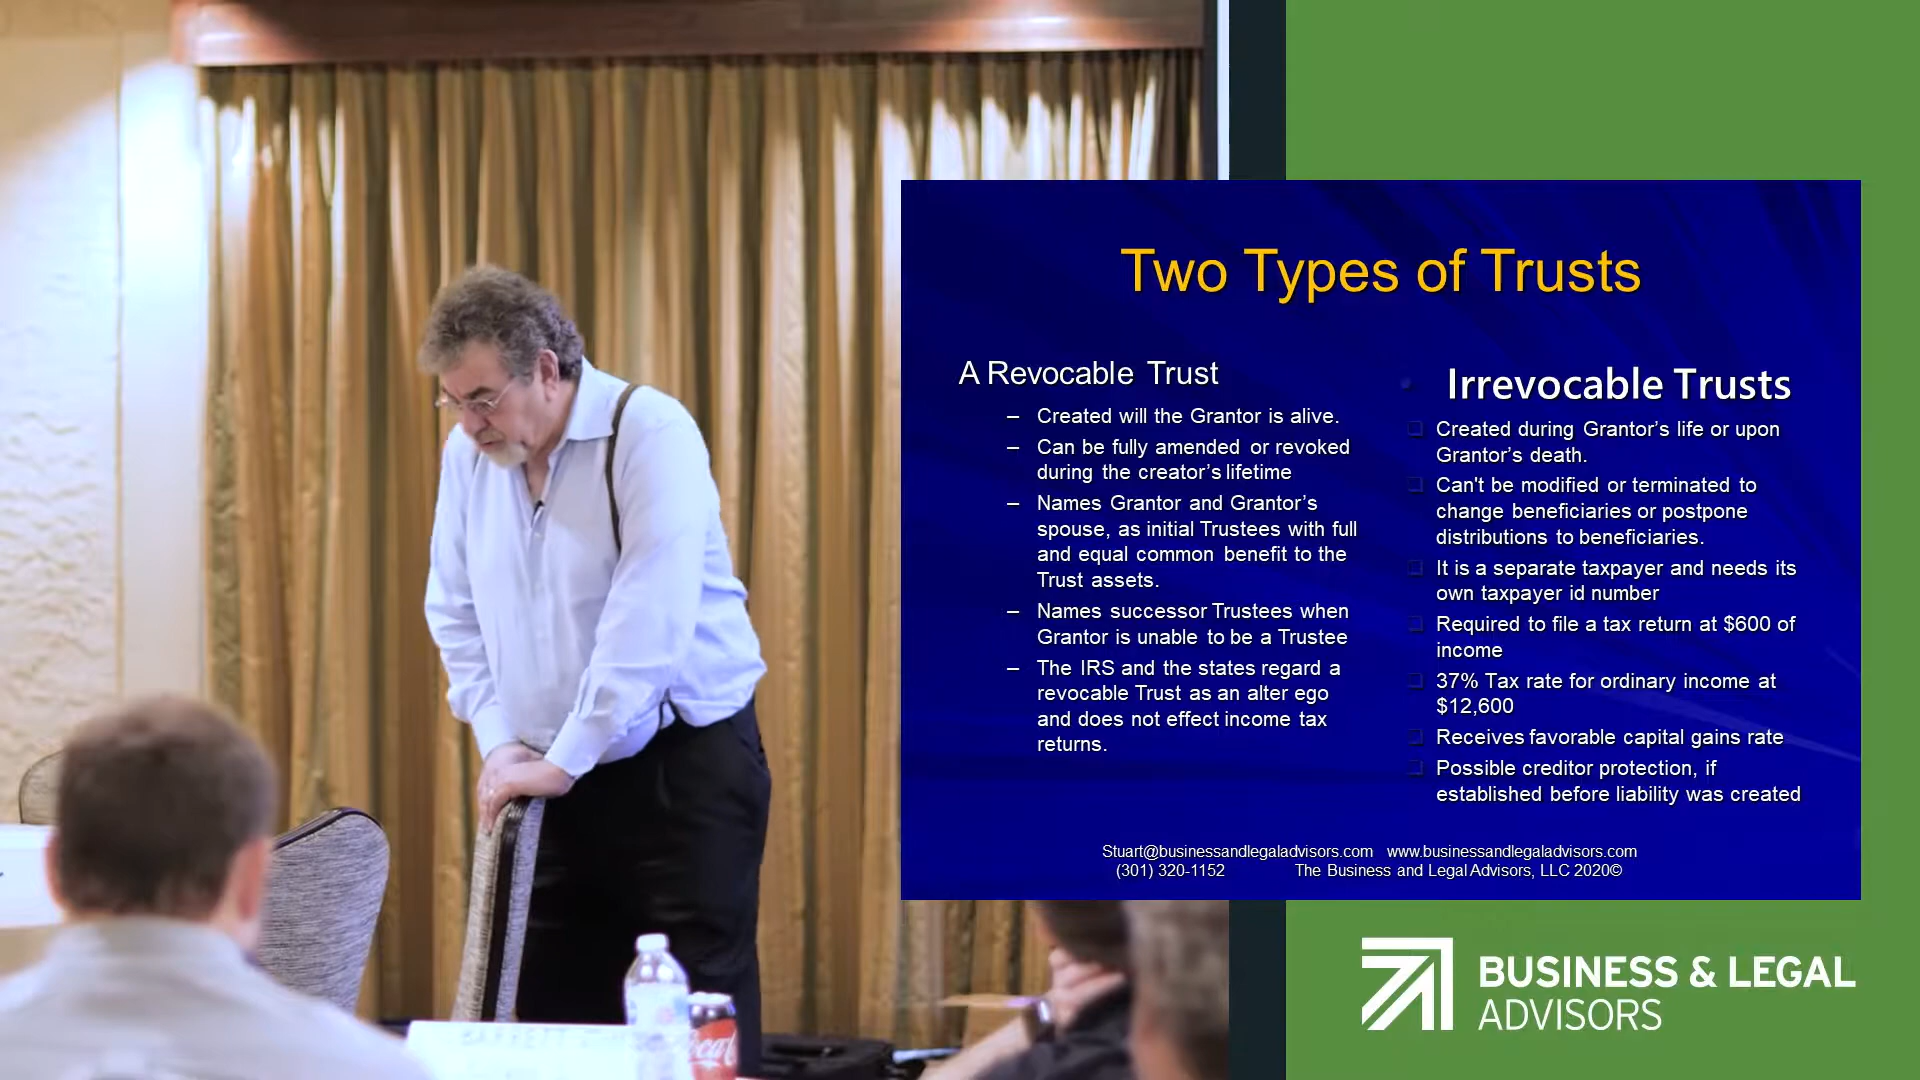 Two Types of Trusts
A Revocable Trust
– Created will the Grantor is alive.
– Can be fully amended or revoked
during the creator's lifetime
– Names Grantor and Grantor's
spouse, as initial Trustees with full
and equal common benefit to the
Trust assets.
– Names successor Trustees when
Grantor is unable to be a Trustee
– The IRS and the states regard a
revocable Trust as an alter ego
and does not effect income tax
returns.
Irrevocable Trusts
Created during Grantor's life or upon
Grantor's death.
Can't be modified or terminated to
change beneficiaries or postpone
distributions to beneficiaries.
It is a separate taxpayer and needs its
own taxpayer id number
Required to file a tax return at $600 of
income
37% Tax rate for ordinary income at
$12,600
Receives favorable capital gains rate
Possible creditor protection, if
established before liability was created
Stuart@businessandlegaladvisors.com www.businessandlegaladvisors.com
(301) 320-1152 The Business and Legal Advisors, LLC 2020©
BUSINESS & LEGAL
ADVISORS